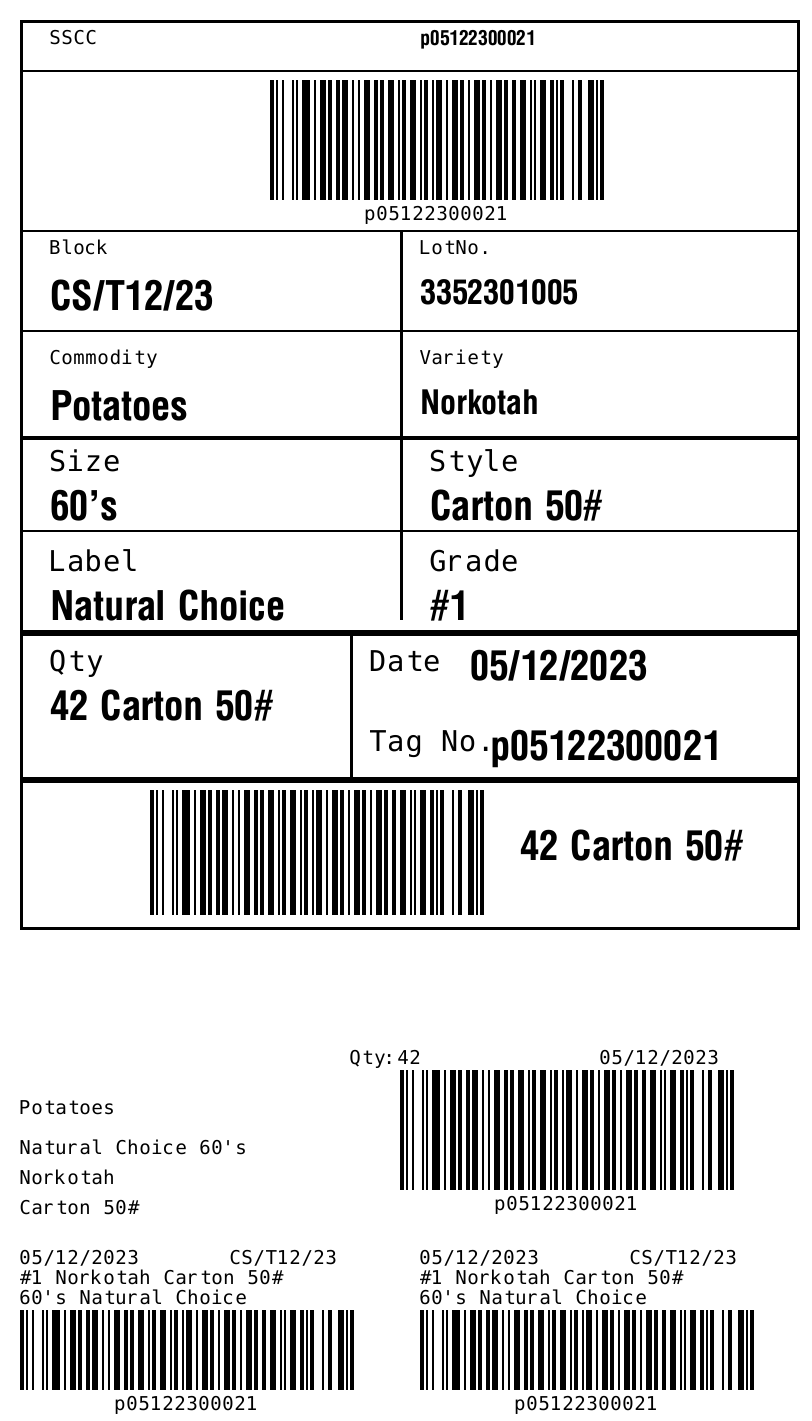 SSCC p05122300021
p05122300021
Block LotNo.
CS/T12/23 3352301005
Commodity Variety
Potatoes Norkotah
Size Style
60’s Carton 50#
Label Grade
Natural Choice #1
Qty Date 05/12/2023
42 Carton 50#
Tag No.p05122300021
42 Carton 50#
Qty:42 05/12/2023
Potatoes
Natural Choice 60's
Norkotah
Carton 50#
p05122300021
05/12/2023 CS/T12/23
#1 Norkotah Carton 50#
60's Natural Choice
p05122300021
05/12/2023 CS/T12/23
#1 Norkotah Carton 50#
60's Natural Choice
p05122300021